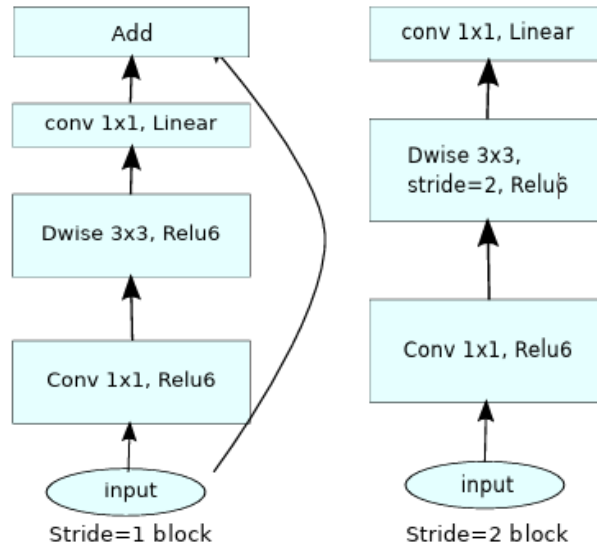 Add
conv 1x1, Linear
Dwise 3x3, Relu6
Conv 1x1, Relu6
input
Stride=1 block
conv 1x1, Linear
Dwise 3x3,
stride=2, Relu6
Conv 1x1, Relu6
input
Stride=2 block